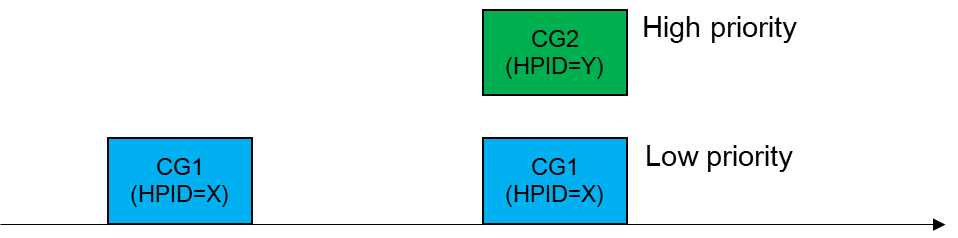 CG2
(HPID=Y)
High priority
CG1
(HPID=X)
CG1
(HPID=X)
Low priority